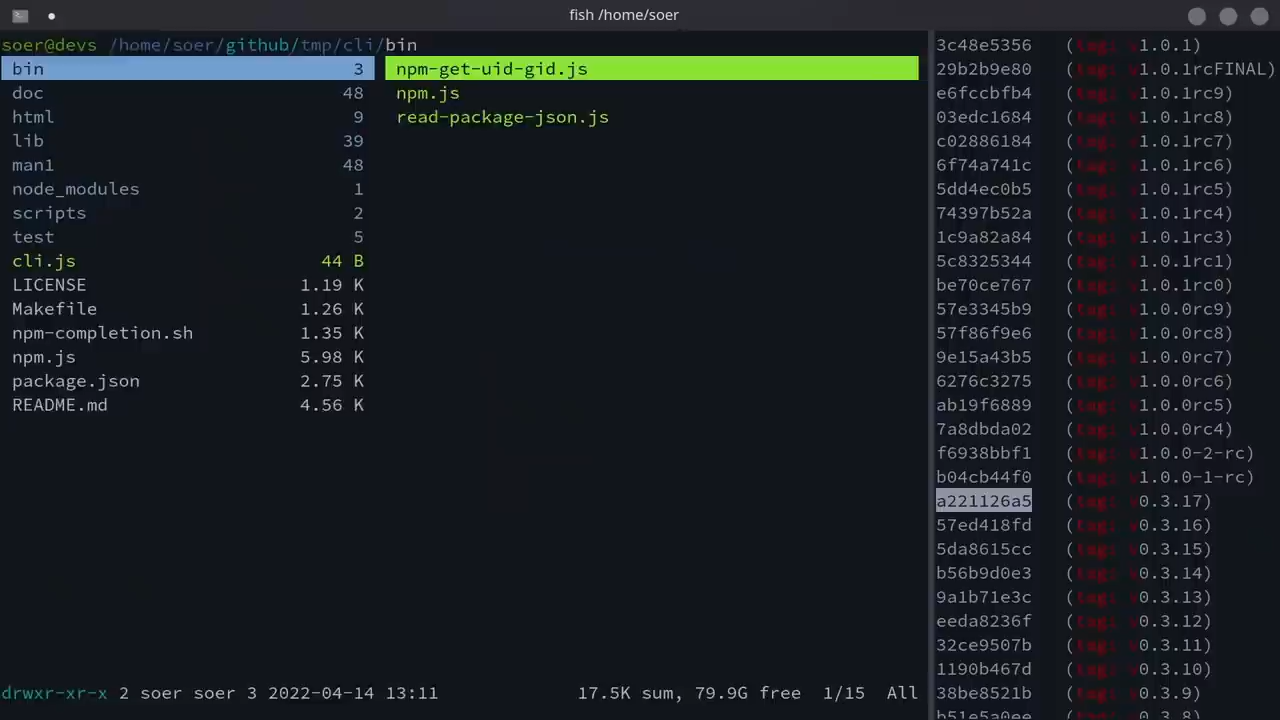 fish /home/soer
soer@devs /home/soer/github/tmp/cli/bin
bin 3
doc 48
html 9
lib 39
man1 48
node_modules 1
scripts 2
test 5
cli.js 44 B
LICENSE 1.19 K
Makefile 1.26 K
npm-completion.sh 1.35 K
npm.js 5.98 K
package.json 2.75 K
README.md 4.56 K
npm-get-uid-gid.js
npm.js
read-package-json.js
drwxr-xr-x 2 soer soer 3 2022-04-14 13:11 17.5K sum, 79.9G free 1/15 All
3c48e5356 (tag: v1.0.1)
29b2b9e80 (tag: v1.0.1rcFINAL)
e6fccbfb4 (tag: v1.0.1rc9)
03edc1684 (tag: v1.0.1rc8)
c02886184 (tag: v1.0.1rc7)
6f74a741c (tag: v1.0.1rc6)
5dd4ec0b5 (tag: v1.0.1rc5)
74397b52a (tag: v1.0.1rc4)
1c9a82a84 (tag: v1.0.1rc3)
5c8325344 (tag: v1.0.1rc1)
be70ce767 (tag: v1.0.1rc0)
57e3345b9 (tag: v1.0.0rc9)
57f86f9e6 (tag: v1.0.0rc8)
9e15a43b5 (tag: v1.0.0rc7)
6276c3275 (tag: v1.0.0rc6)
ab19f6889 (tag: v1.0.0rc5)
7a8dbda02 (tag: v1.0.0rc4)
f6938bbf1 (tag: v1.0.0-2-rc)
b04cb44f0 (tag: v1.0.0-1-rc)
a221126a5 (tag: v0.3.17)
57ed418fd (tag: v0.3.16)
5da8615cc (tag: v0.3.15)
b56b9d0e3 (tag: v0.3.14)
9a1b71e3c (tag: v0.3.13)
eeda8236f (tag: v0.3.12)
32ce9507b (tag: v0.3.11)
1190b467d (tag: v0.3.10)
38be8521b (tag: v0.3.9)
b51e5a0ee (tag: v0.3.8)